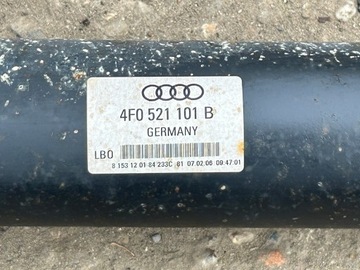 4F0 521 101 B
GERMANY
LBO
8 153 12 01 84 233C 81 07.02.06 09 47 01